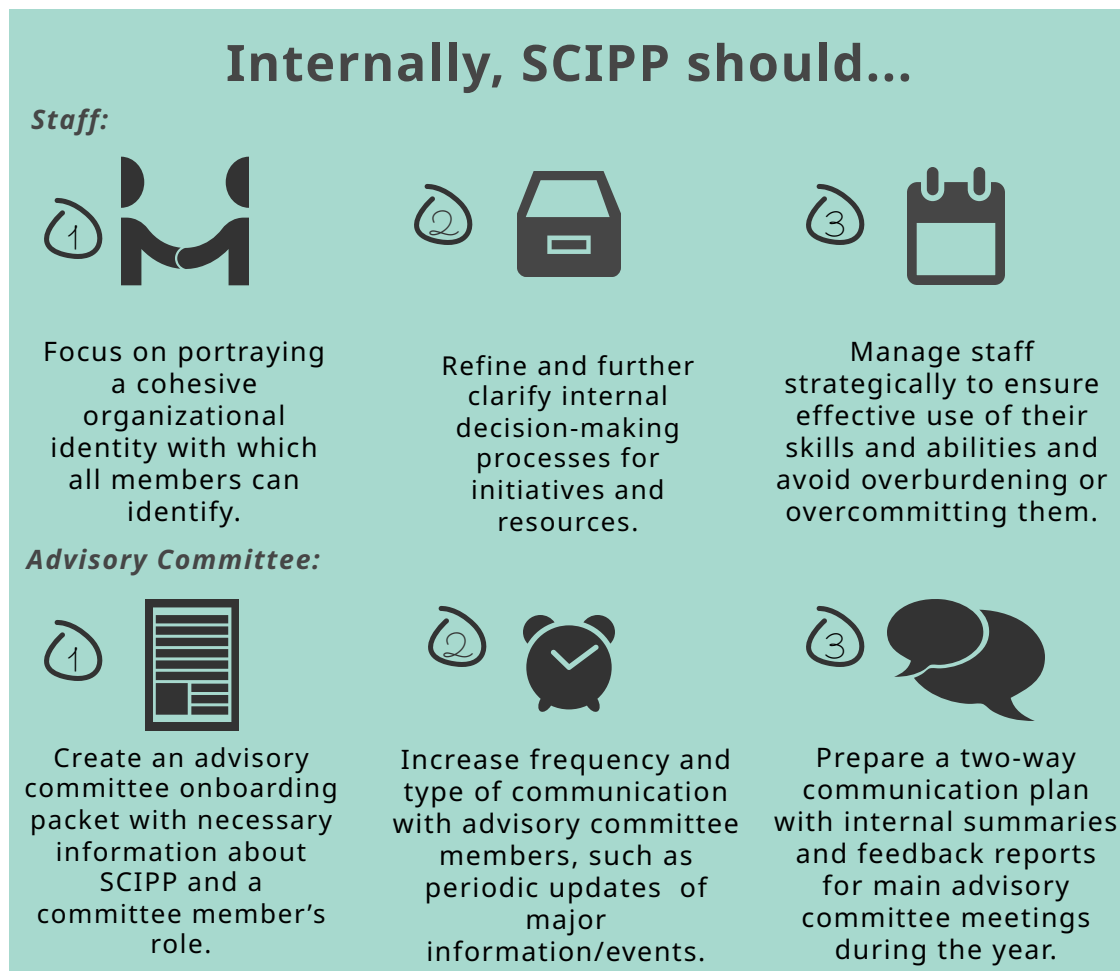 Internally, SCIPP should...
Staff:
1
2
3
Focus on portraying
a cohesive
organizational
identity with which
all members can
identify.
Refine and further
clarify internal
decision-making
processes for
initiatives and
resources.
Manage staff
strategically to ensure
effective use of their
skills and abilities and
avoid overburdening or
overcommitting them.
Advisory Committee:
1
2
3
Create an advisory
committee onboarding
packet with necessary
information about
SCIPP and a
committee member’s
role.
Increase frequency and
type of communication
with advisory committee
members, such as
periodic updates of
major
information/events.
Prepare a two-way
communication plan
with internal summaries
and feedback reports
for main advisory
committee meetings
during the year.